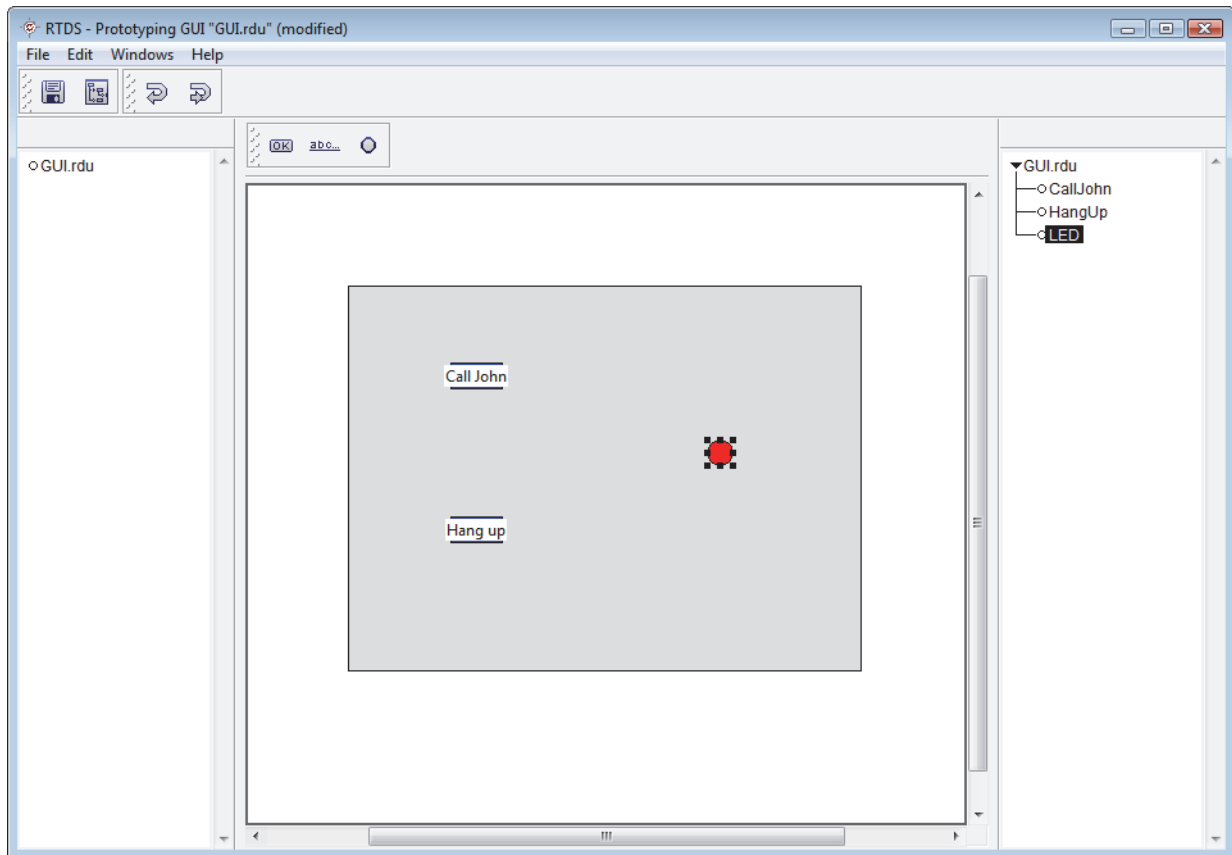 RTDS - Prototyping GUI "GUI.rdu" (modified)
File Edit Windows Help
OK abc...
GUI.rdu
GUI.rdu
CallJohn
HangUp
LED
Call John
Hang up